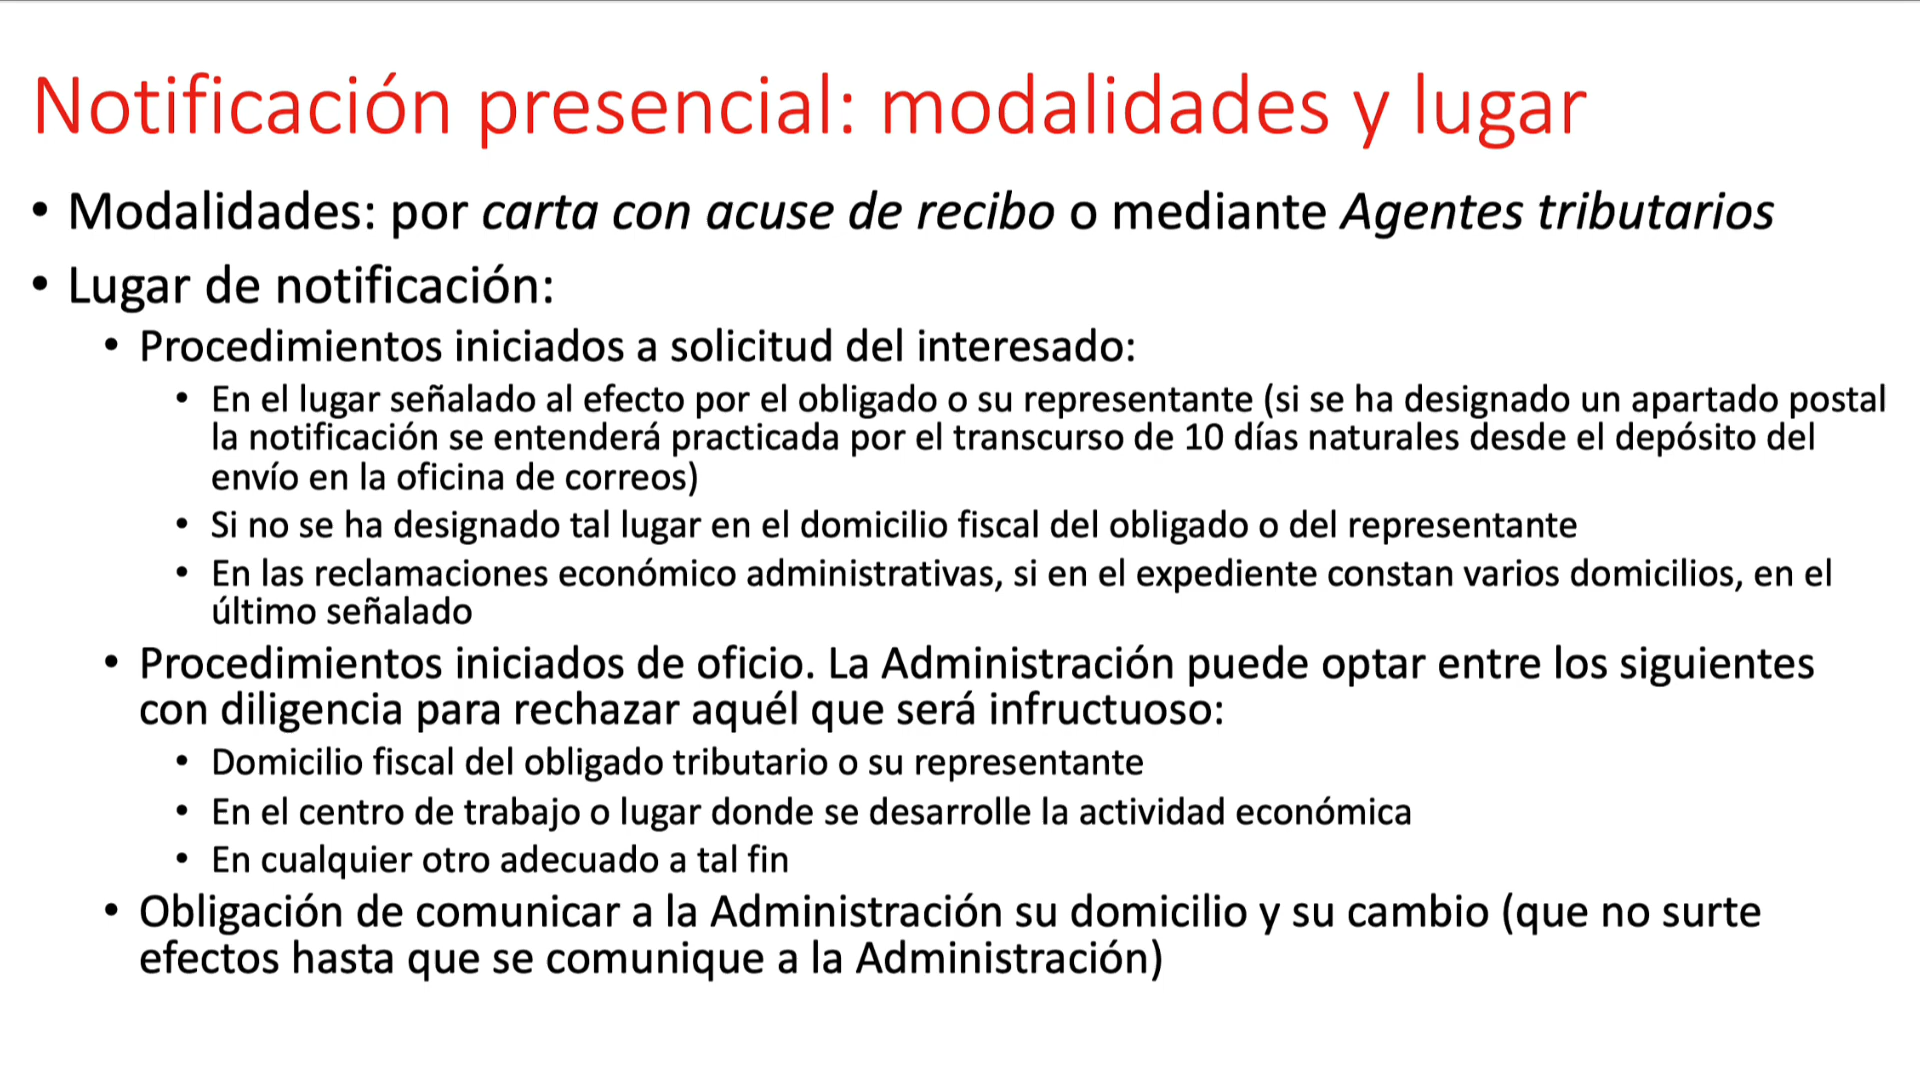 Notificación presencial: modalidades y lugar
• Modalidades: por carta con acuse de recibo o mediante Agentes tributarios
• Lugar de notificación:
• Procedimientos iniciados a solicitud del interesado:
• En el lugar señalado al efecto por el obligado o su representante (si se ha designado un apartado postal
la notificación se entenderá practicada por el transcurso de 10 días naturales desde el depósito del
envío en la oficina de correos)
• Si no se ha designado tal lugar en el domicilio fiscal del obligado o del representante
• En las reclamaciones económico administrativas, si en el expediente constan varios domicilios, en el
último señalado
• Procedimientos iniciados de oficio. La Administración puede optar entre los siguientes
con diligencia para rechazar aquél que será infructuoso:
• Domicilio fiscal del obligado tributario o su representante
• En el centro de trabajo o lugar donde se desarrolle la actividad económica
• En cualquier otro adecuado a tal fin
• Obligación de comunicar a la Administración su domicilio y su cambio (que no surte
efectos hasta que se comunique a la Administración)